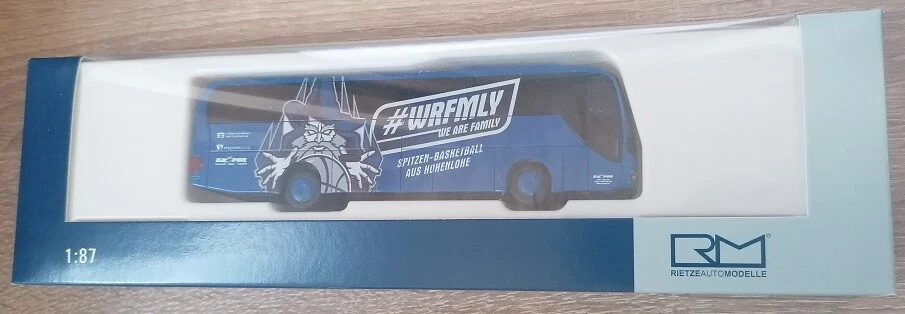 #WRFMLY
WE ARE FAMILY
SPITZEN-BASKETBALL
AUS HOHENLOHE
1:87
RM®
RIETZEAUTOMODELLE